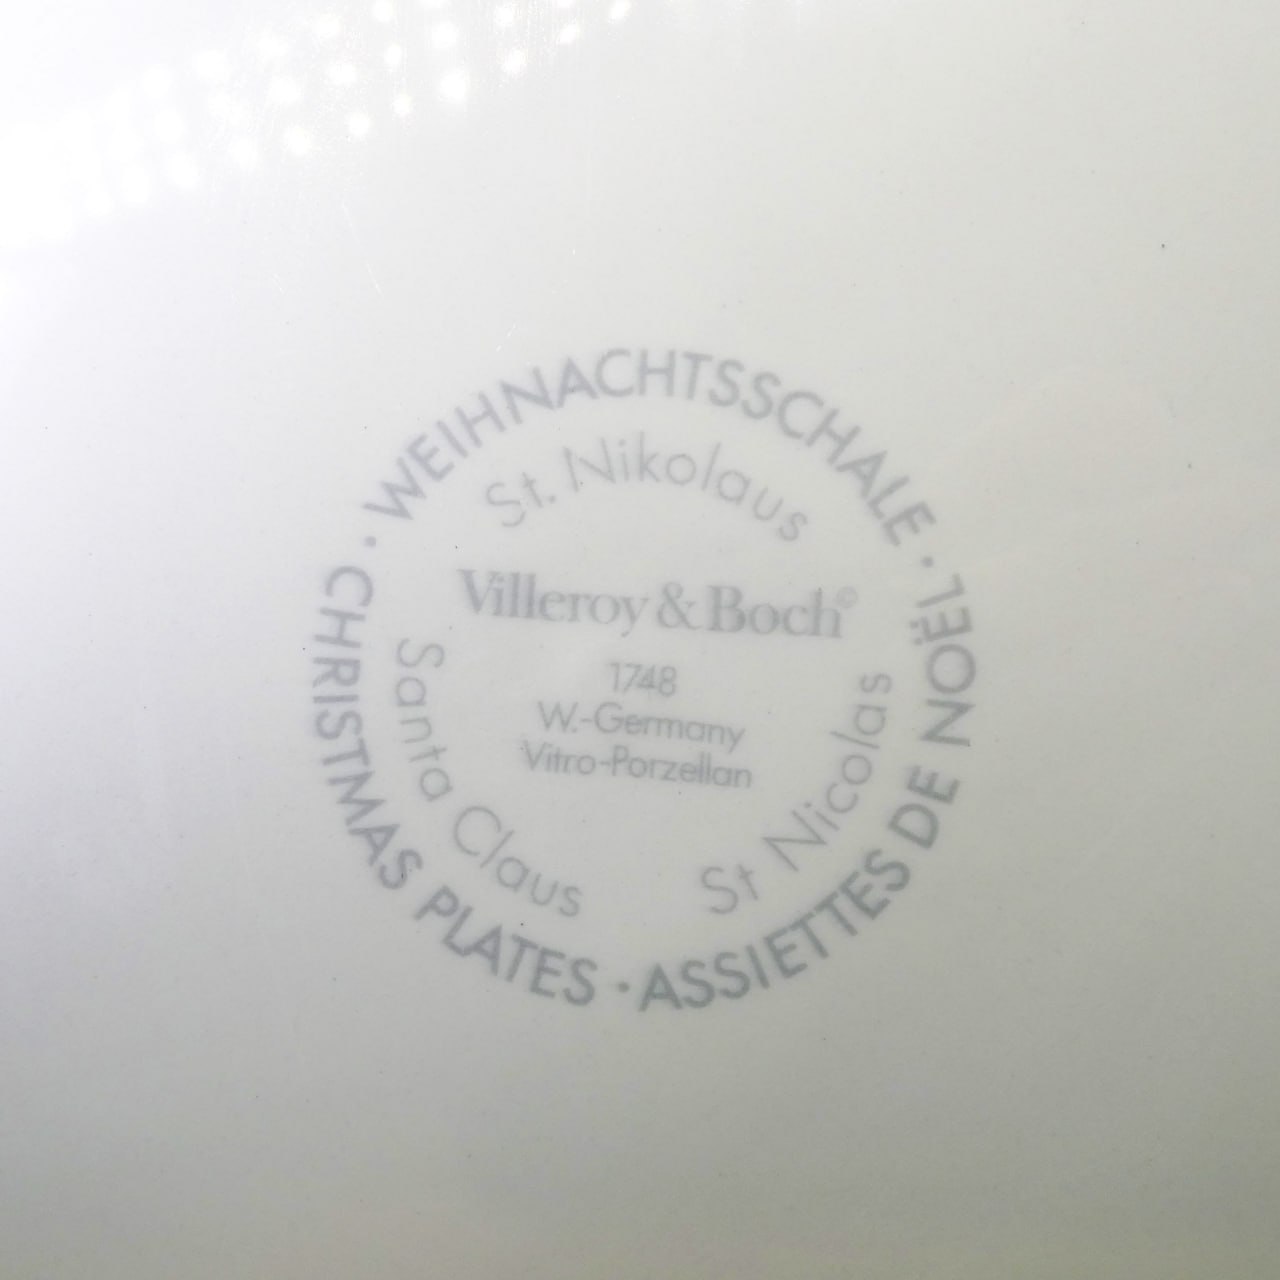 WEIHNACHTSSCHALE · ASSIETTES DE NOËL · CHRISTMAS PLATES ·
St. Nikolaus
St Nicolas
Santa Claus
Villeroy & Boch©
1748
W.-Germany
Vitro-Porzellan